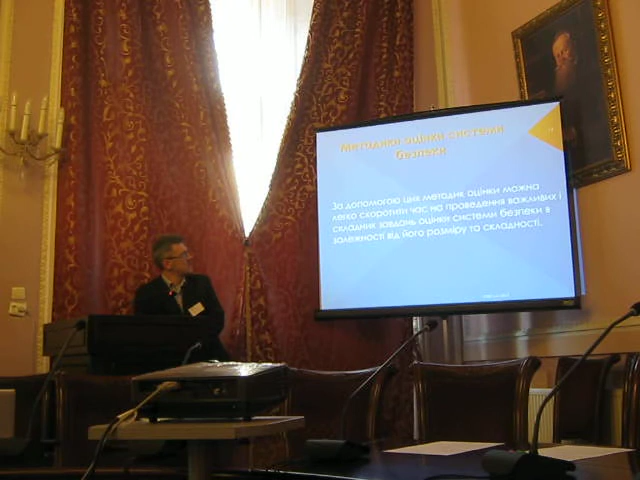 Методики оцінки системи
безпеки
За допомогою цих методик оцінки можна
легко скоротити час на проведення важливих і
складних завдань оцінки системи безпеки в
залежності від його розміру та складності.